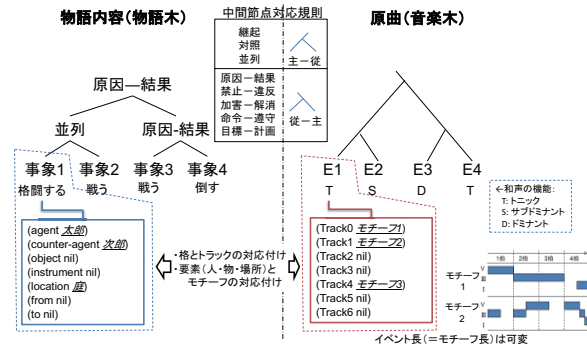 物語内容(物語木)
中間節点対応規則
原曲(音楽木)
継起
対照
並列
主－従
原因－結果
禁止－違反
加害－解消
命令－遵守
目標－計画
従－主
原因―結果
並列
原因-結果
事象1
事象2
事象3
事象4
格闘する
戦う
戦う
倒す
E1
E2
E3
E4
T
S
D
T
←和声の機能:
T: トニック
S: サブドミナント
D: ドミナント
(agent 太郎)
(counter-agent 次郎)
(object nil)
(instrument nil)
(location 庭)
(from nil)
(to nil)
・格とトラックの対応付け
・要素(人・物・場所)と
モチーフの対応付け
(Track0 モチーフ1)
(Track1 モチーフ2)
(Track2 nil)
(Track3 nil)
(Track4 モチーフ3)
(Track5 nil)
(Track6 nil)
1拍 2拍 3拍 4拍
モチーフ
1
V
III
I
モチーフ
2
V
III
I
イベント長(＝モチーフ長)は可変